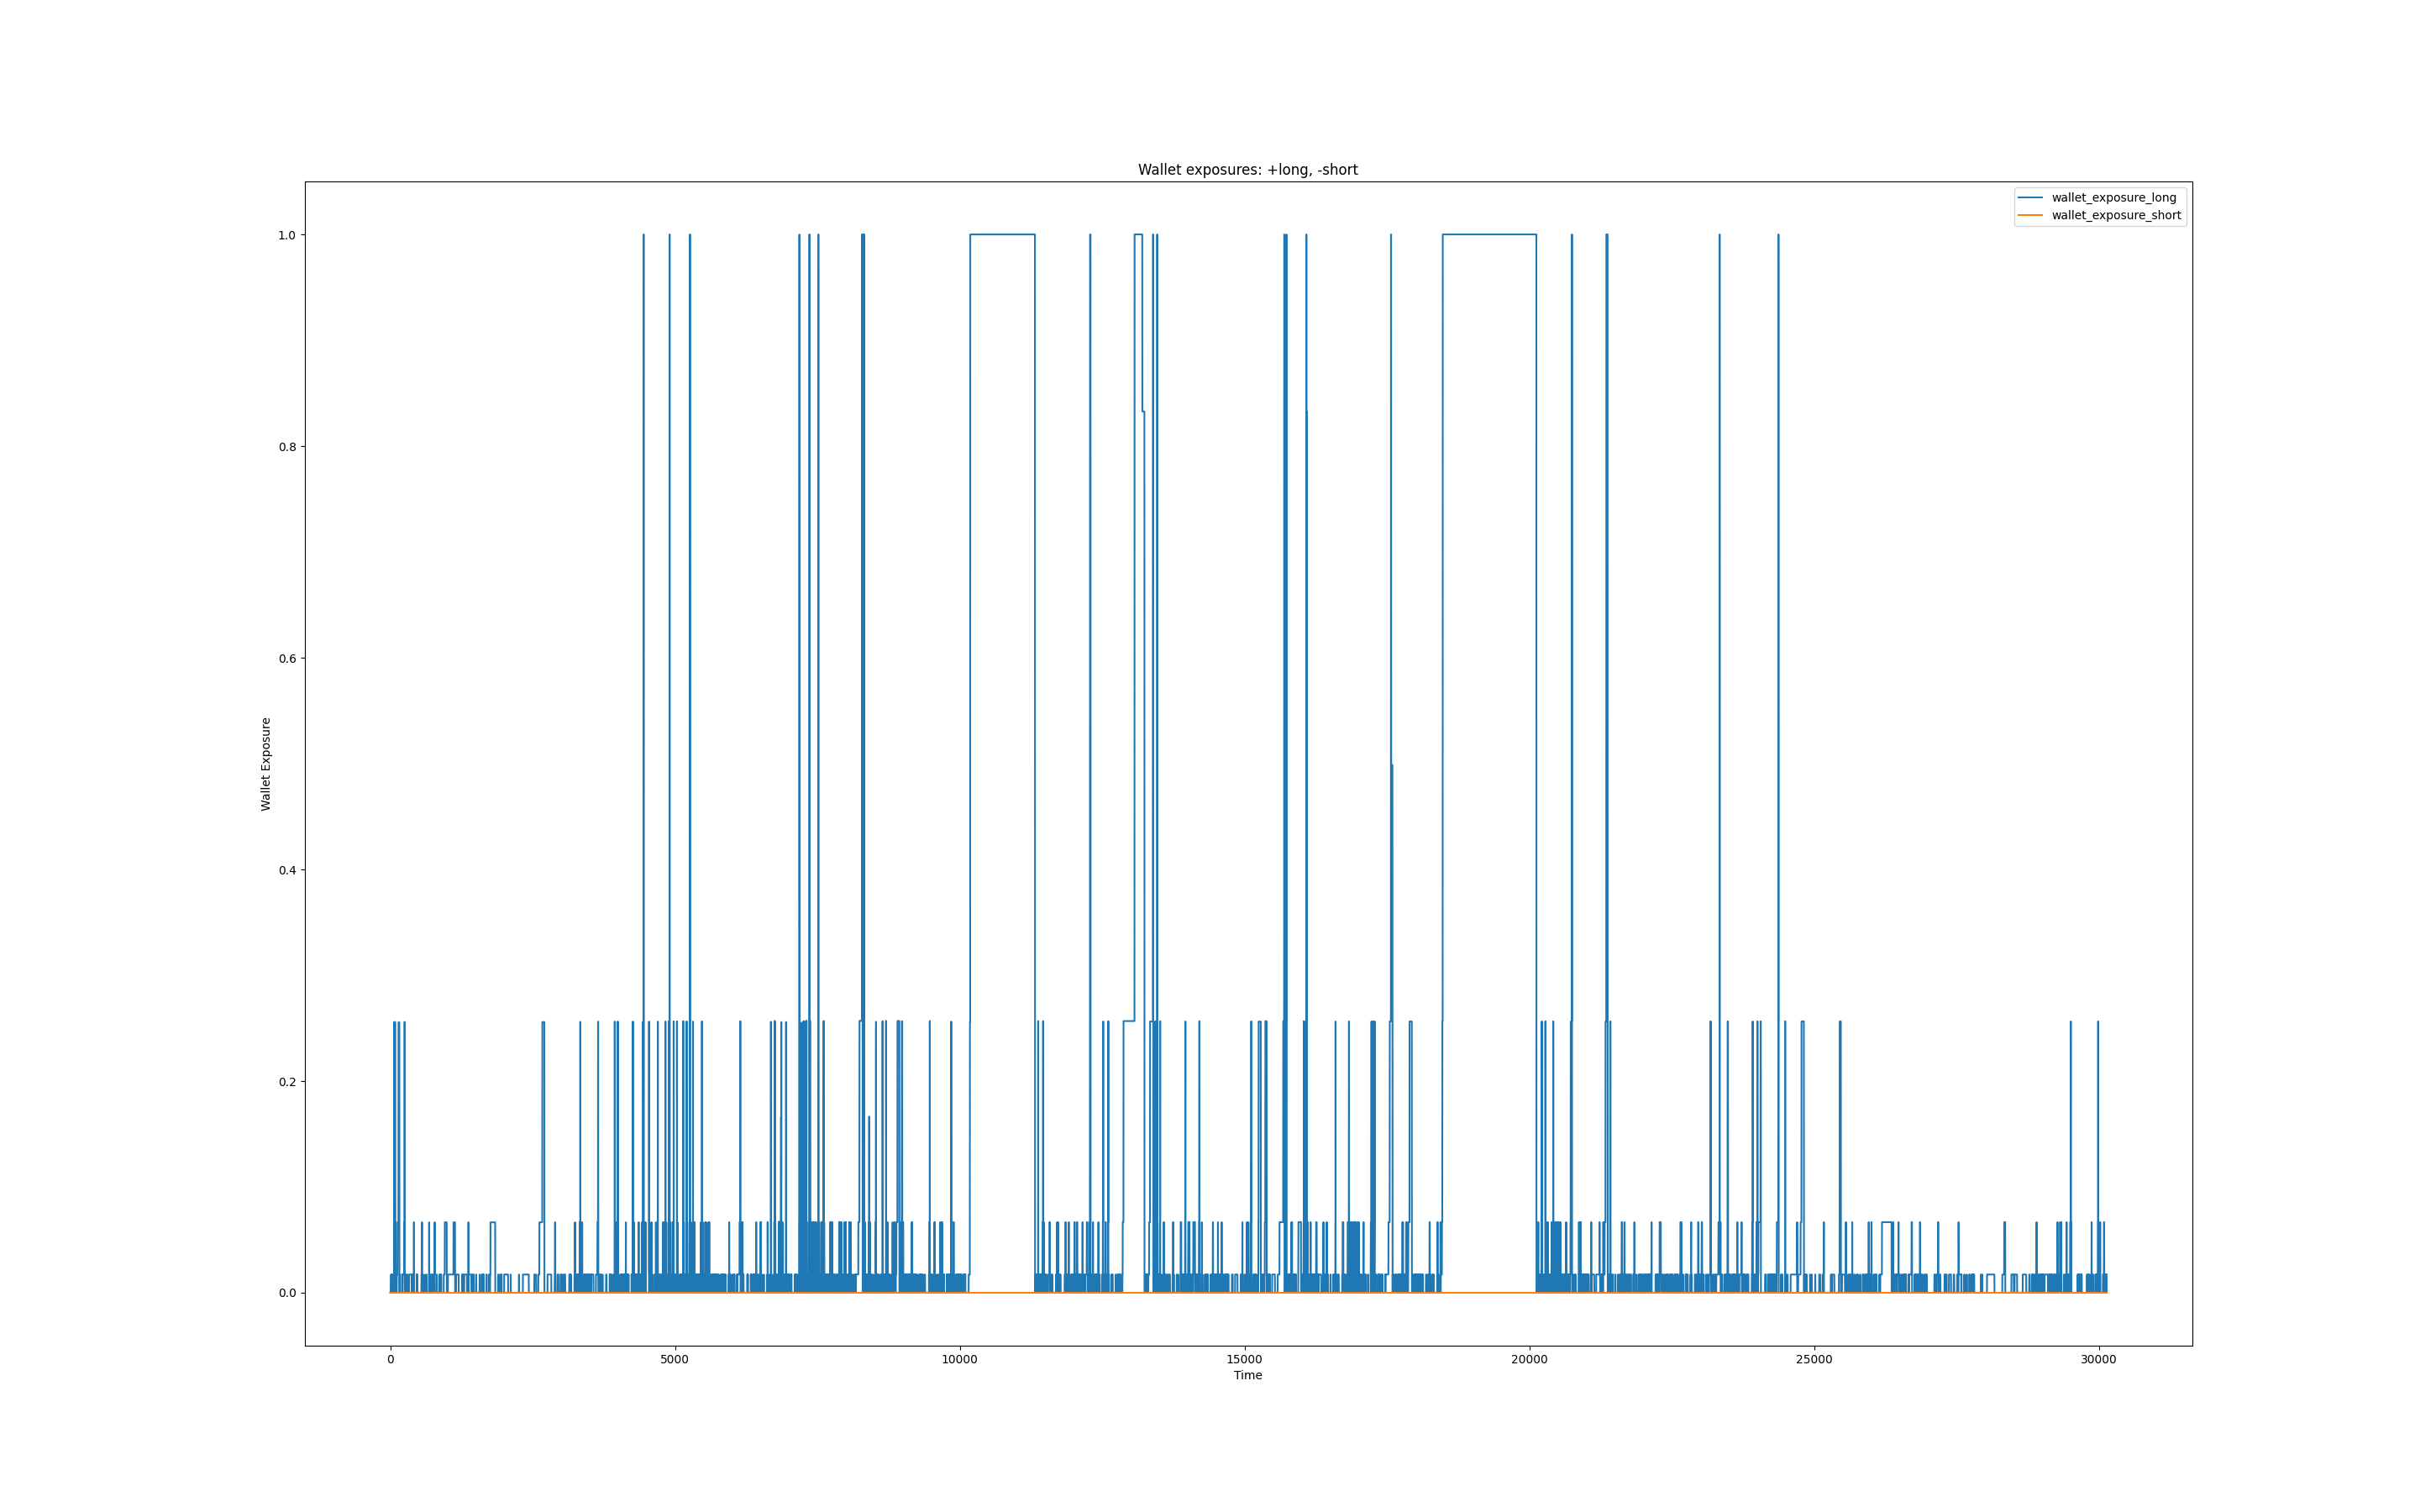 Wallet exposures: +long, -short
wallet_exposure_long
wallet_exposure_short
1.0
0.8
0.6
0.4
0.2
0.0
Wallet Exposure
0 5000 10000 15000 20000 25000 30000
Time